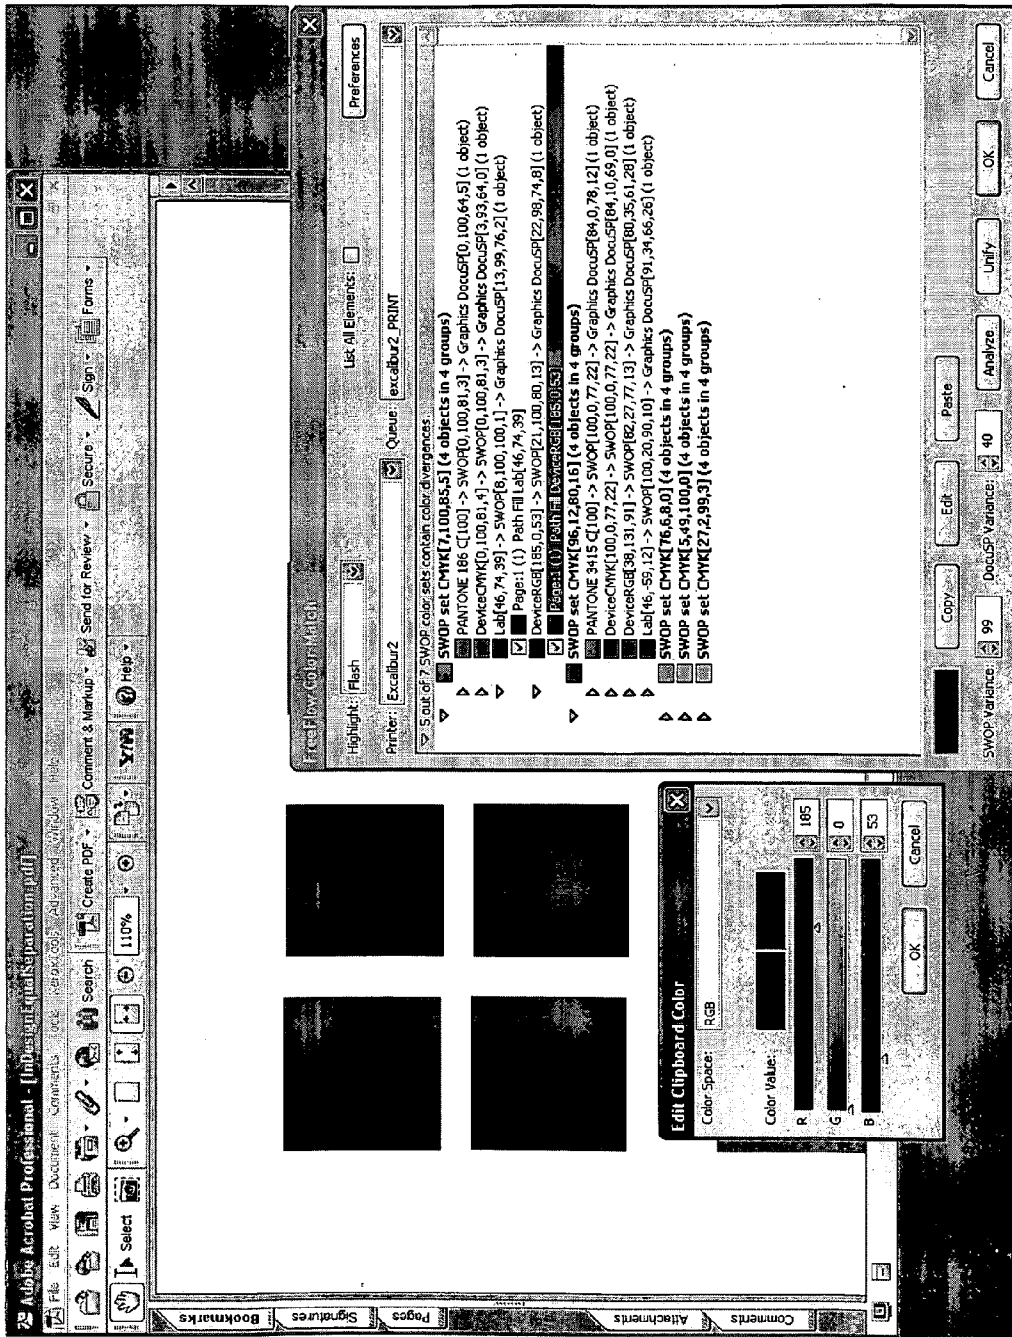 Adobe Acrobat Professional - [InDesignEqualSeparation.pdf]
File Edit View Document Comments Tools XeroxTools Advanced Window Help
Create PDF Comment & Markup Send for Review Secure Sign Forms
Search
Select 110% Y!M Help
Bookmarks
Signatures
Pages
Attachments
Comments
FreeFlow Color Match
Highlight: Flash List All Elements: Preferences
Printer: Excalibur2 Queue: excalibur2_PRINT
5 out of 7 SWOP color sets contain color divergences
SWOP set CMYK[7,100,85,5] (4 objects in 4 groups)
PANTONE 186 C[100] -> SWOP[0,100,81,3] -> Graphics DocuSP[0,100,64,5] (1 object)
DeviceCMYK[0,100,81,4] -> SWOP[0,100,81,3] -> Graphics DocuSP[3,93,64,0] (1 object)
Lab[46,74,39] -> SWOP[8,100,100,1] -> Graphics DocuSP[13,99,76,2] (1 object)
Page:1 (1) Path Fill Lab[46,74,39]
DeviceRGB[185,0,53] -> SWOP[21,100,80,13] -> Graphics DocuSP[22,98,74,8] (1 object)
Page:1 (1) Path Fill DeviceRGB[185,0,53]
SWOP set CMYK[96,12,80,16] (4 objects in 4 groups)
PANTONE 3415 C[100] -> SWOP[100,0,77,22] -> Graphics DocuSP[84,0,78,12] (1 object)
DeviceCMYK[100,0,77,22] -> SWOP[100,0,77,22] -> Graphics DocuSP[84,10,69,0] (1 object)
DeviceRGB[38,131,91] -> SWOP[82,27,77,13] -> Graphics DocuSP[80,35,61,28] (1 object)
Lab[46,-59,12] -> SWOP[100,20,90,10] -> Graphics DocuSP[91,34,66,26] (1 object)
SWOP set CMYK[76,6,8,0] (4 objects in 4 groups)
SWOP set CMYK[5,49,100,0] (4 objects in 4 groups)
SWOP set CMYK[27,2,99,3] (4 objects in 4 groups)
Copy Edit Paste
SWOP Variance: 99 DocuSP Variance: 40 Analyze Unify OK Cancel
Edit Clipboard Color
Color Space: RGB
Color Value:
R 185
G 0
B 53
OK Cancel